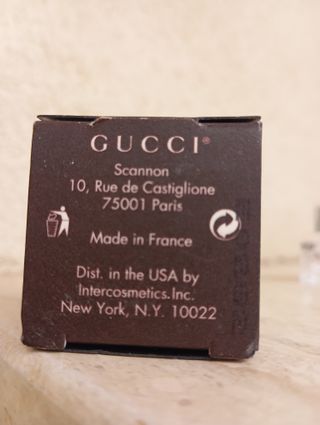 GUCCI®
Scannon
10, Rue de Castiglione
75001 Paris
Made in France
Dist. in the USA by
Intercosmetics.Inc.
New York, N.Y. 10022